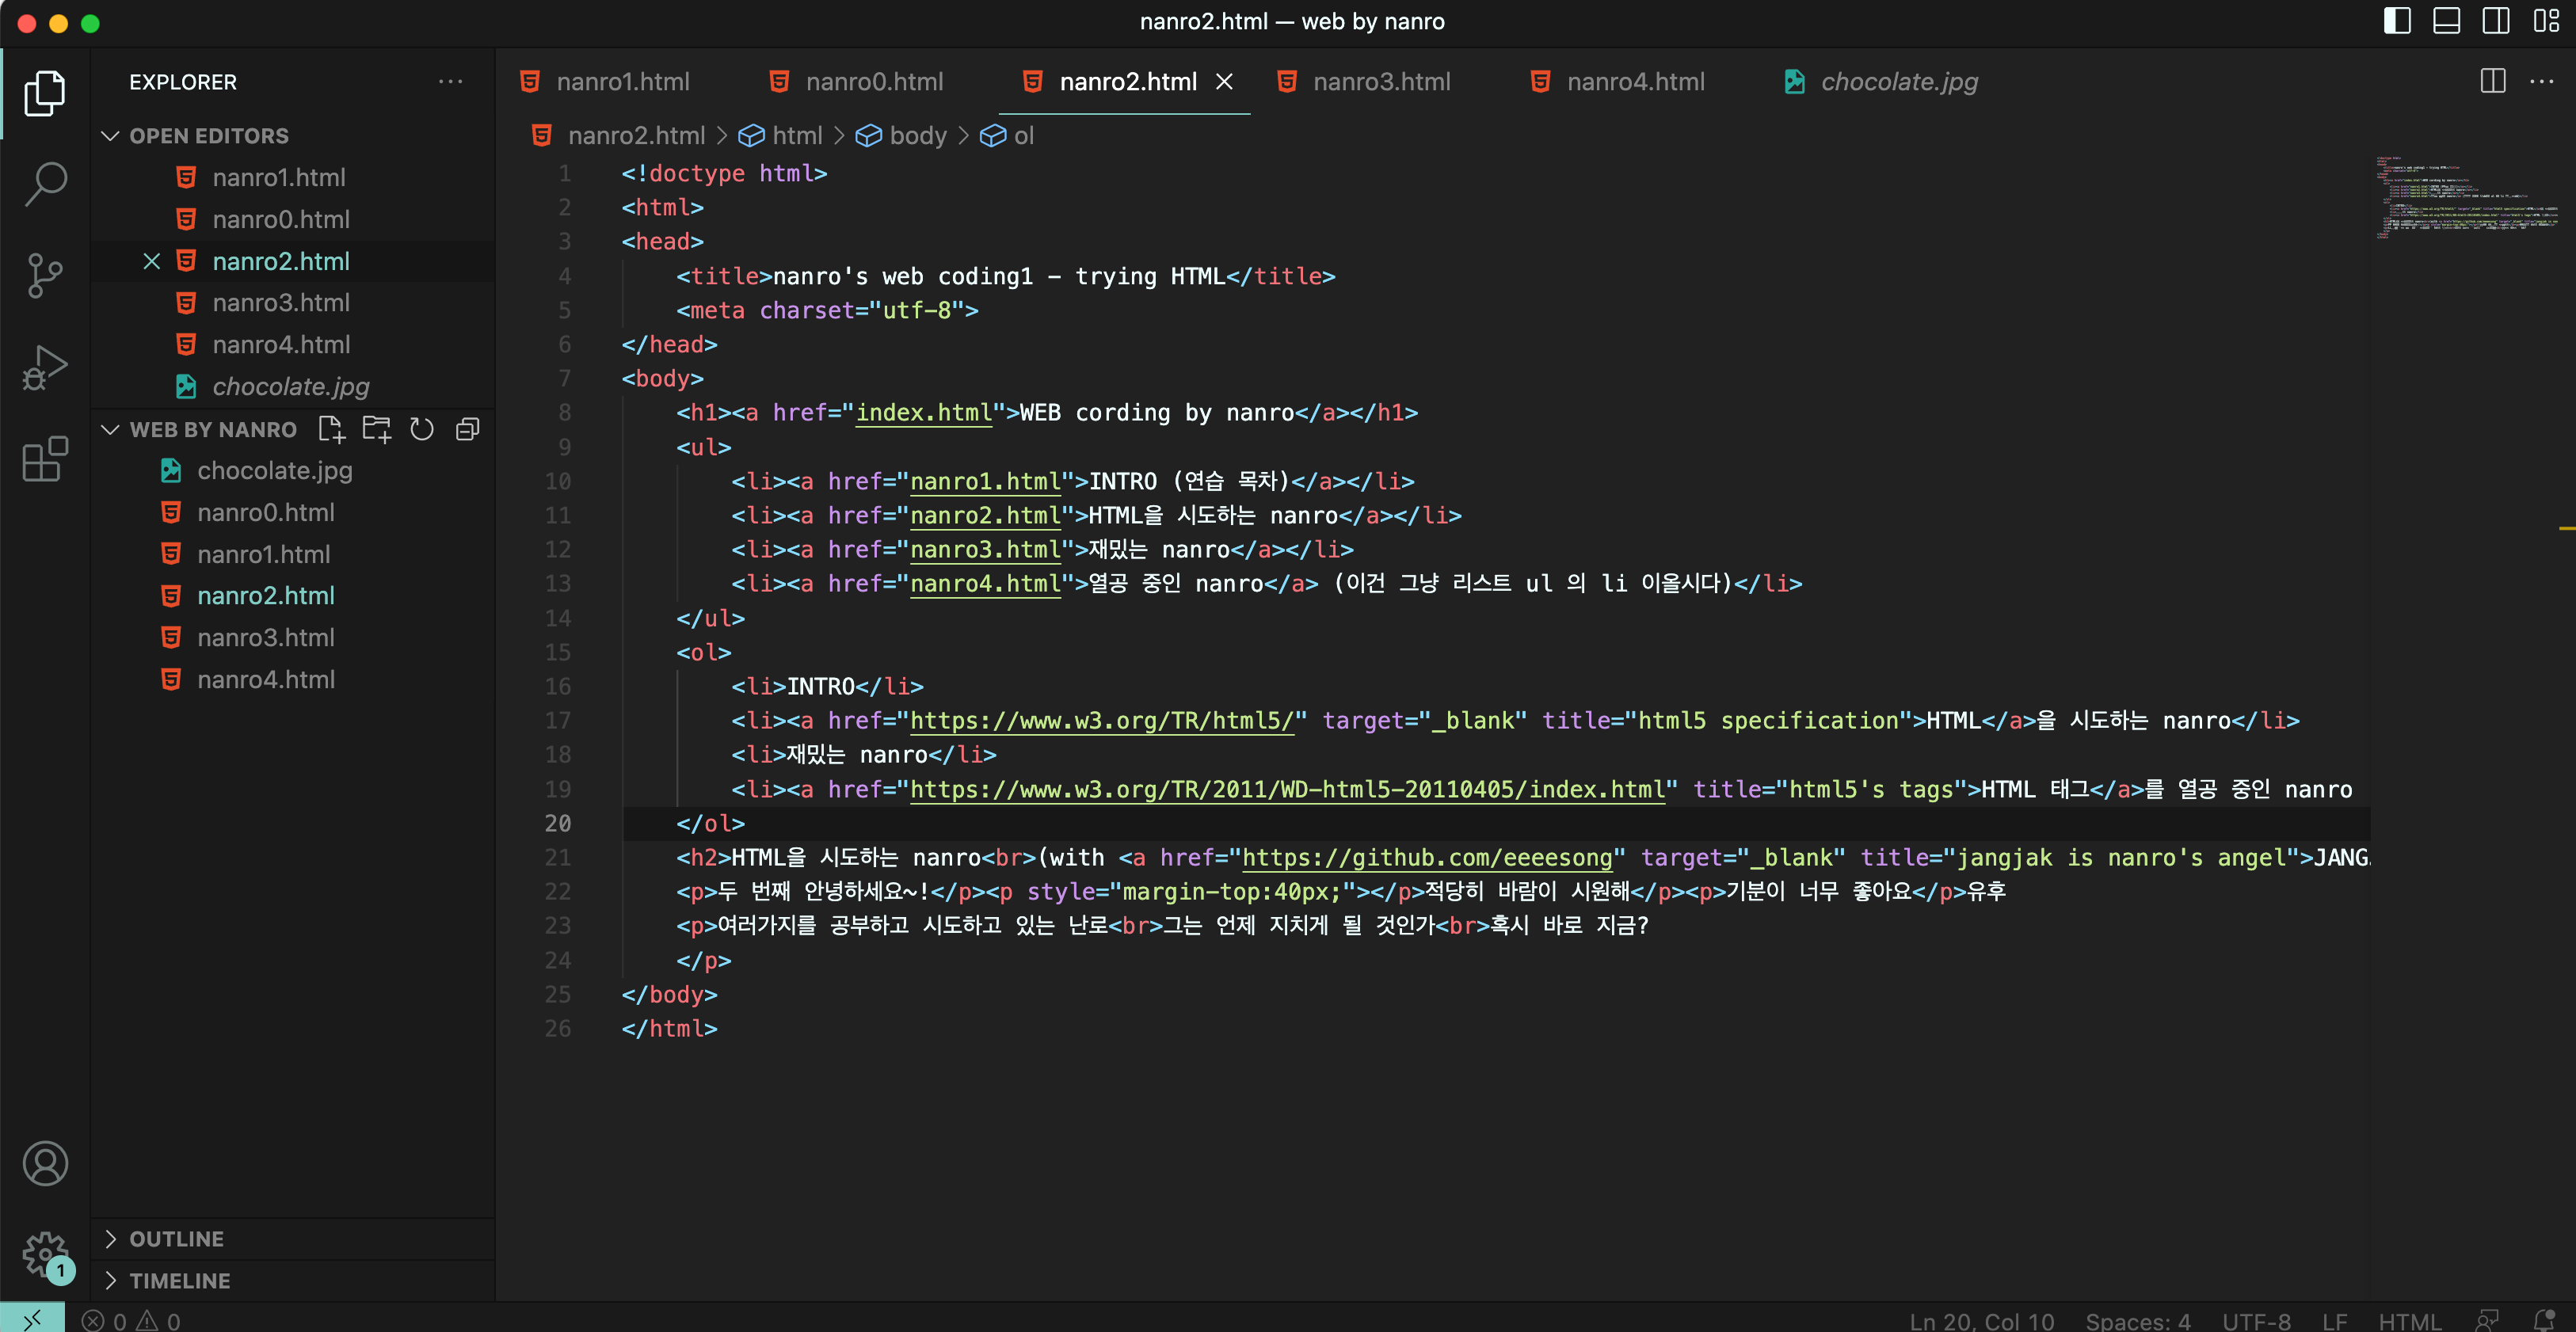 nanro2.html — web by nanro
EXPLORER
OPEN EDITORS
nanro1.html
nanro0.html
nanro2.html
nanro3.html
nanro4.html
chocolate.jpg
WEB BY NANRO
chocolate.jpg
nanro0.html
nanro1.html
nanro2.html
nanro3.html
nanro4.html
OUTLINE
TIMELINE
1
nanro1.html nanro0.html nanro2.html nanro3.html nanro4.html chocolate.jpg
nanro2.html > html > body > ol
1 <!doctype html>
2 <html>
3 <head>
4 <title>nanro's web coding1 - trying HTML</title>
5 <meta charset="utf-8">
6 </head>
7 <body>
8 <h1><a href="index.html">WEB cording by nanro</a></h1>
9 <ul>
10 <li><a href="nanro1.html">INTRO (연습 목차)</a></li>
11 <li><a href="nanro2.html">HTML을 시도하는 nanro</a></li>
12 <li><a href="nanro3.html">재밌는 nanro</a></li>
13 <li><a href="nanro4.html">열공 중인 nanro</a> (이건 그냥 리스트 ul 의 li 이올시다)</li>
14 </ul>
15 <ol>
16 <li>INTRO</li>
17 <li><a href="https://www.w3.org/TR/html5/" target="_blank" title="html5 specification">HTML</a>을 시도하는 nanro</li>
18 <li>재밌는 nanro</li>
19 <li><a href="https://www.w3.org/TR/2011/WD-html5-20110405/index.html" title="html5's tags">HTML 태그</a>를 열공 중인 nanro
20 </ol>
21 <h2>HTML을 시도하는 nanro<br>(with <a href="https://github.com/eeeesong" target="_blank" title="jangjak is nanro's angel">JANG
22 <p>두 번째 안녕하세요~!</p><p style="margin-top:40px;"></p>적당히 바람이 시원해</p><p>기분이 너무 좋아요</p>유후
23 <p>여러가지를 공부하고 시도하고 있는 난로<br>그는 언제 지치게 될 것인가<br>혹시 바로 지금?
24 </p>
25 </body>
26 </html>
0 0
Ln 20, Col 10 Spaces: 4 UTF-8 LF HTML